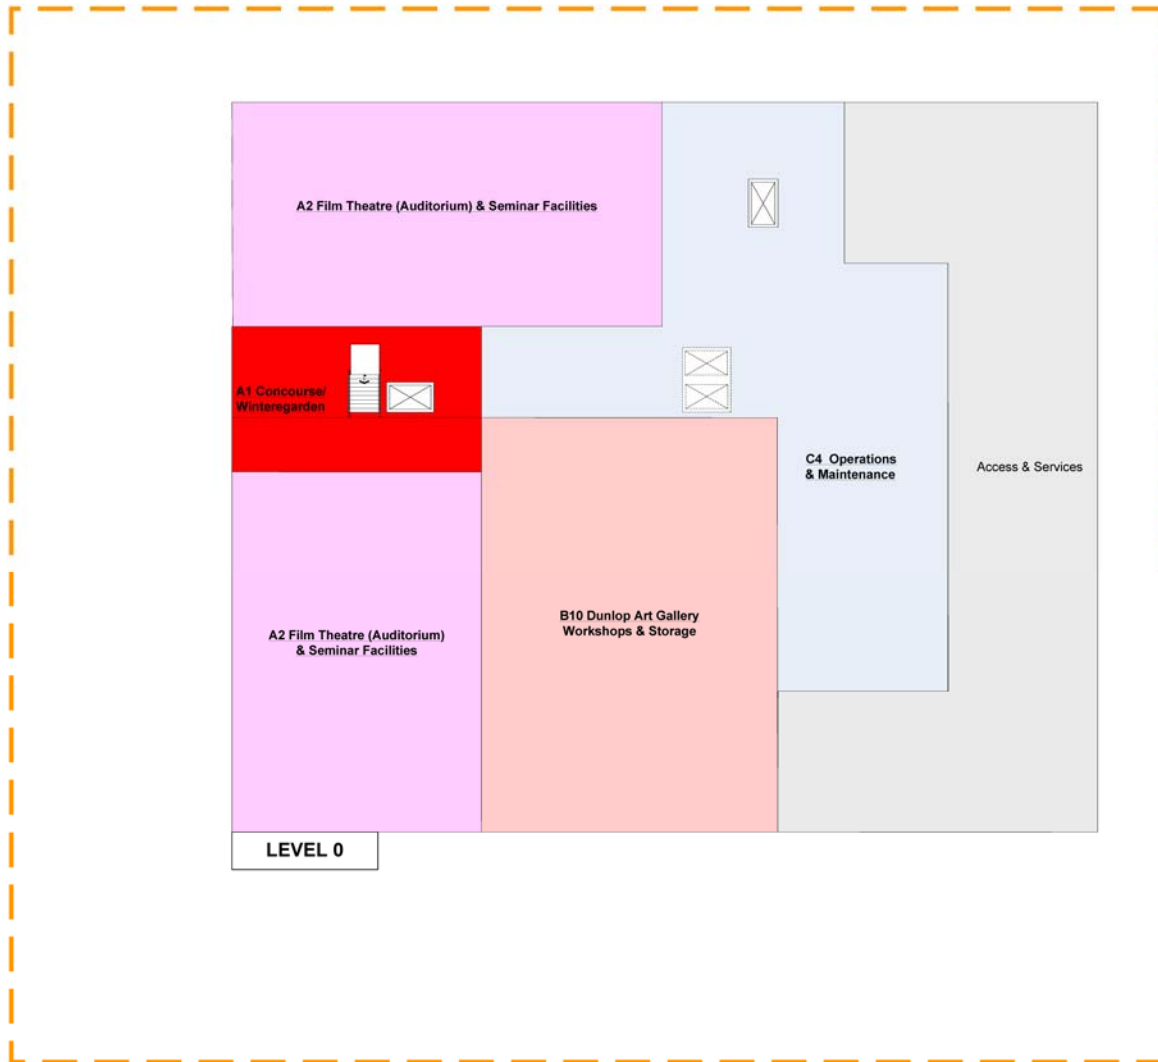 A2 Film Theatre (Auditorium) & Seminar Facilities
A1 Concourse/
Winteregarden
C4 Operations
& Maintenance
Access & Services
B10 Dunlop Art Gallery
Workshops & Storage
A2 Film Theatre (Auditorium)
& Seminar Facilities
LEVEL 0